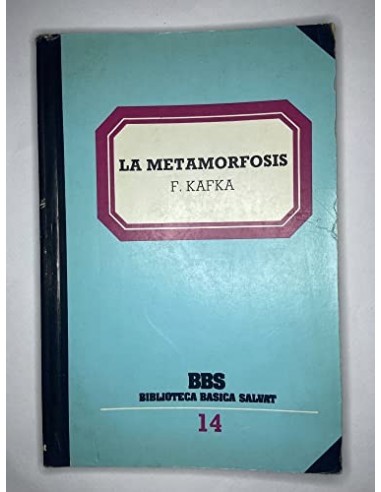 LA METAMORFOSIS
F. KAFKA
BBS
BIBLIOTECA BASICA SALVAT
14